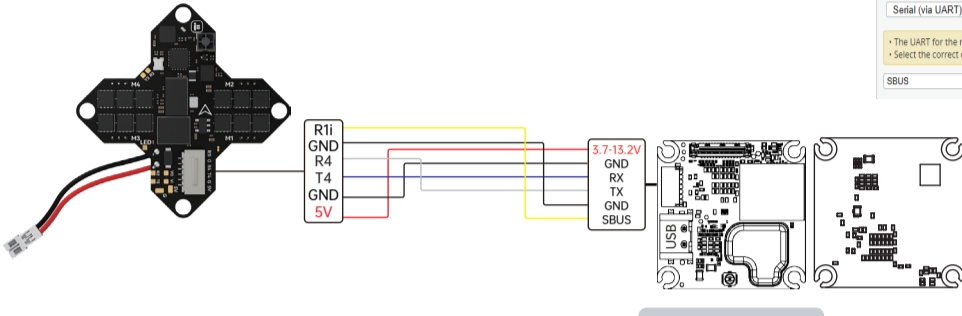 Serial (via UART)
• The UART for the r
• Select the correct
SBUS
M4
M2
M3
M1
LED
R1i
GND
R4
T4
GND
5V
3.7-13.2V
GND
RX
TX
GND
SBUS
USB